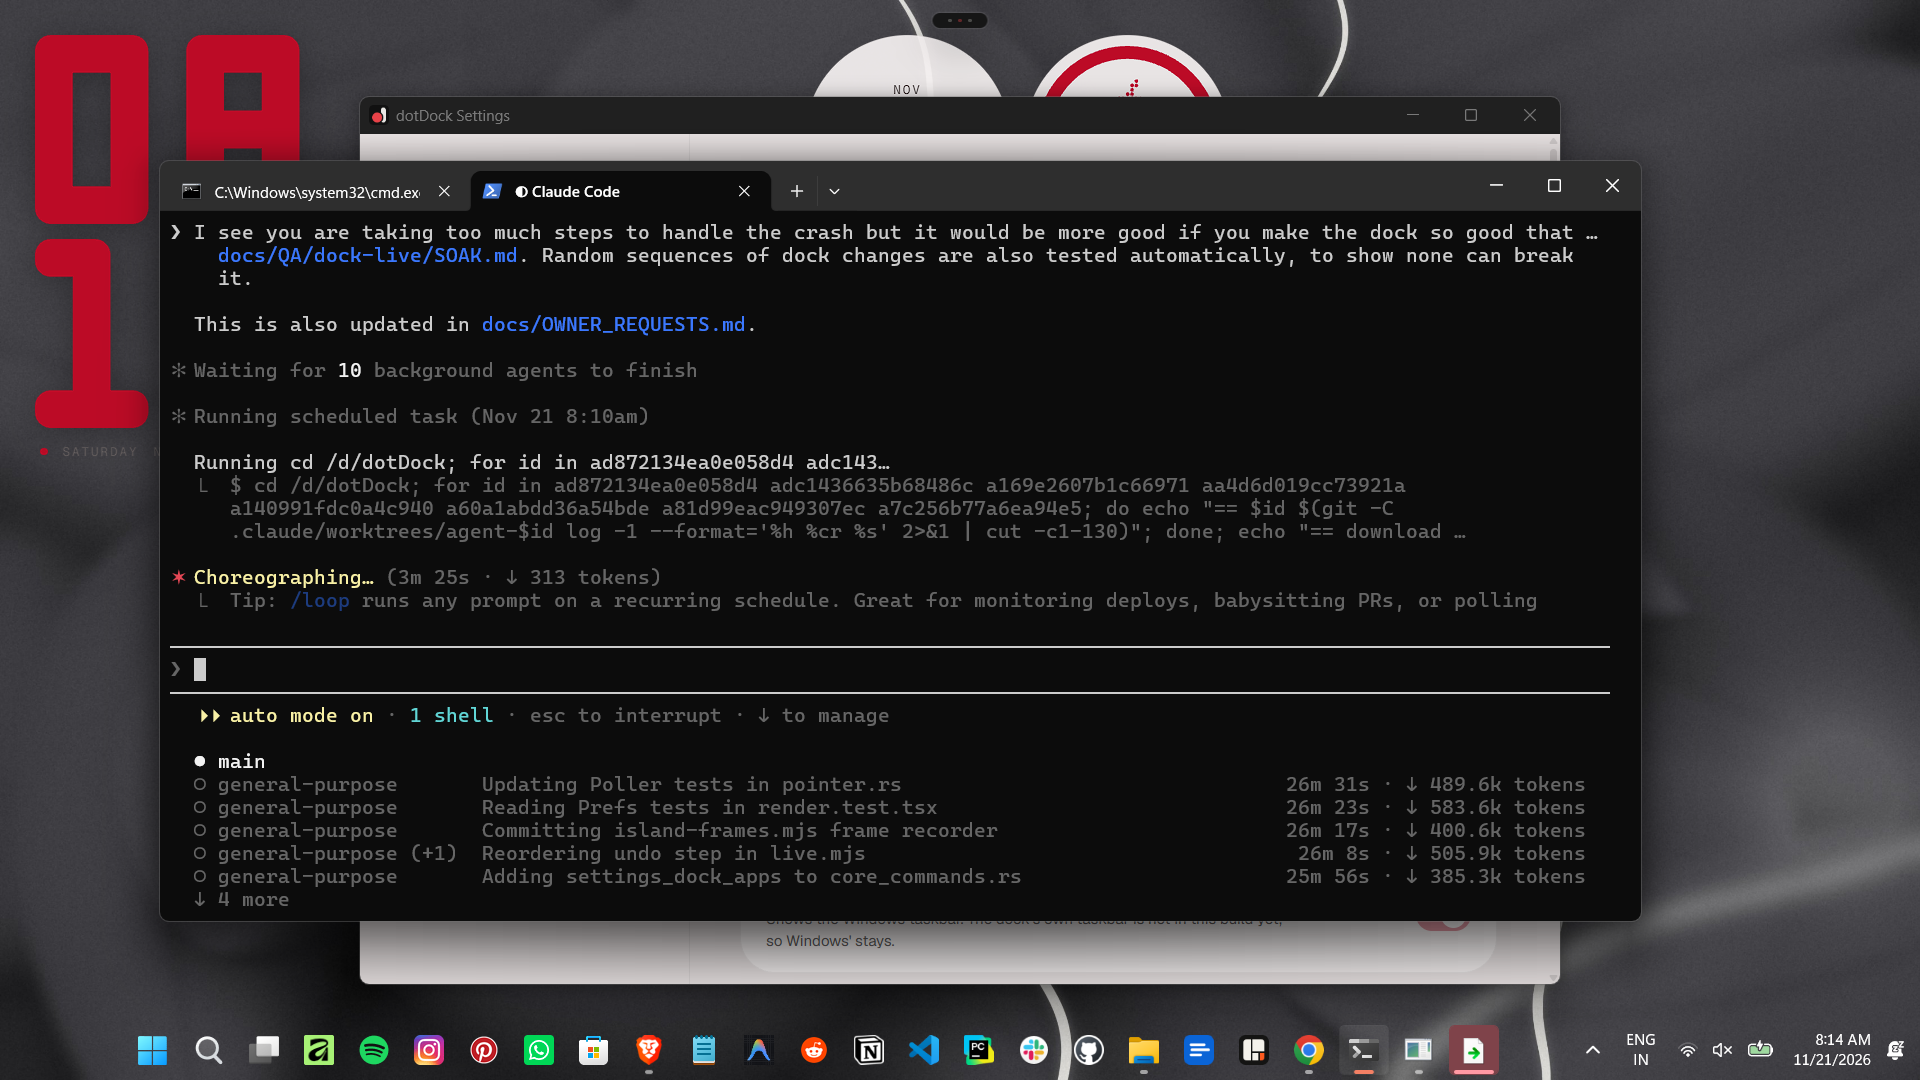 08
1
SATURDAY
NOV
dotDock Settings
C:\Windows\system32\cmd.ex
Claude Code
❯ I see you are taking too much steps to handle the crash but it would be more good if you make the dock so good that …
docs/QA/dock-live/SOAK.md. Random sequences of dock changes are also tested automatically, to show none can break
it.
This is also updated in docs/OWNER_REQUESTS.md.
✻ Waiting for 10 background agents to finish
✻ Running scheduled task (Nov 21 8:10am)
Running cd /d/dotDock; for id in ad872134ea0e058d4 adc143…
└ $ cd /d/dotDock; for id in ad872134ea0e058d4 adc1436635b68486c a169e2607b1c66971 aa4d6d019cc73921a
a140991fdc0a4c940 a60a1abdd36a54bde a81d99eac949307ec a7c256b77a6ea94e5; do echo "== $id $(git -C
.claude/worktrees/agent-$id log -1 --format='%h %cr %s' 2>&1 | cut -c1-130)"; done; echo "== download …
✶ Choreographing… (3m 25s · ↓ 313 tokens)
└ Tip: /loop runs any prompt on a recurring schedule. Great for monitoring deploys, babysitting PRs, or polling
❯
⏵⏵ auto mode on · 1 shell · esc to interrupt · ↓ to manage
● main
○ general-purpose Updating Poller tests in pointer.rs 26m 31s · ↓ 489.6k tokens
○ general-purpose Reading Prefs tests in render.test.tsx 26m 23s · ↓ 583.6k tokens
○ general-purpose Committing island-frames.mjs frame recorder 26m 17s · ↓ 400.6k tokens
○ general-purpose (+1) Reordering undo step in live.mjs 26m 8s · ↓ 505.9k tokens
○ general-purpose Adding settings_dock_apps to core_commands.rs 25m 56s · ↓ 385.3k tokens
↓ 4 more
so Windows' stays.
ENG
IN
8:14 AM
11/21/2026